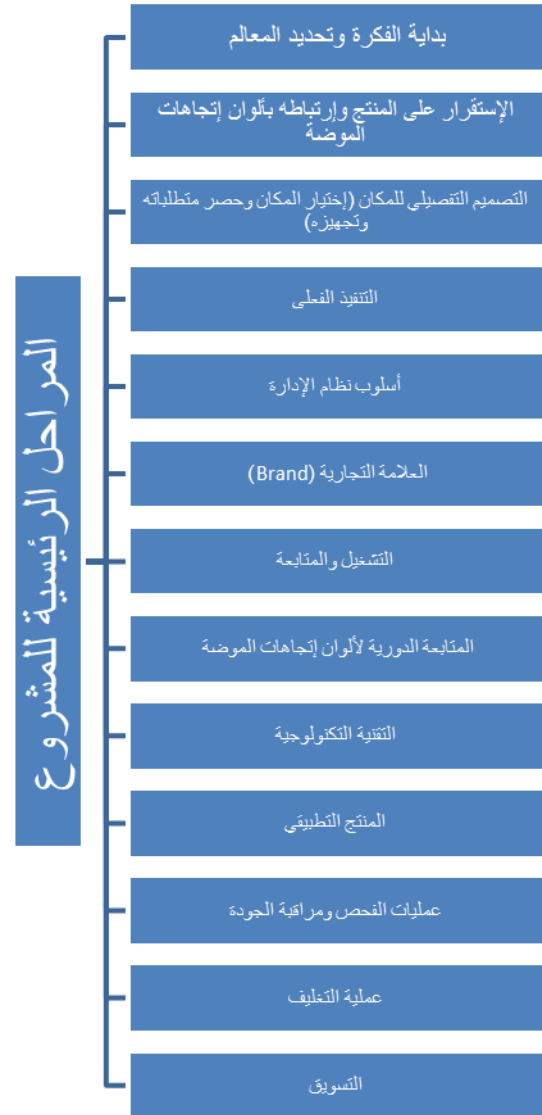 المراحل الرئيسية للمشروع
بداية الفكرة وتحديد المعالم
الإستقرار على المنتج وإرتباطه بألوان إتجاهات
الموضة
التصميم التفصيلي للمكان (إختيار المكان وحصر متطلباته
وتجهيزه)
التنفيذ الفعلى
أسلوب نظام الإدارة
العلامة التجارية (Brand)
التشغيل والمتابعة
المتابعة الدورية لألوان إتجاهات الموضة
التقنية التكنولوجية
المنتج التطبيقي
عمليات الفحص ومراقبة الجودة
عملية التغليف
التسويق